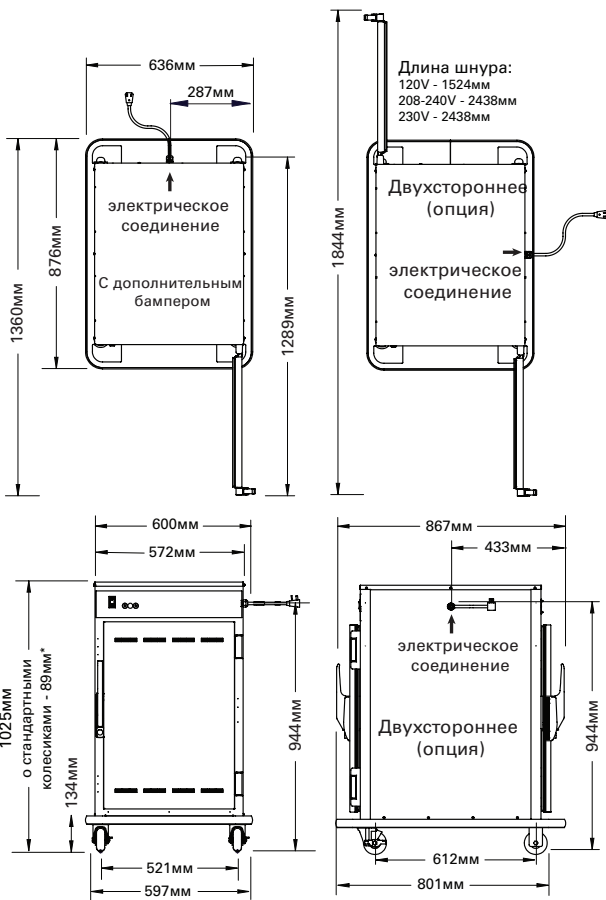 636мм
287мм
электрическое
соединение
С дополнительным
бампером
876мм
1360мм
1289мм
Длина шнура:
120V - 1524мм
208-240V - 2438мм
230V - 2438мм
Двухстороннее
(опция)
электрическое
соединение
1844мм
600мм
572мм
1025мм
о стандартными
колесиками - 89мм*
134мм
944мм
521мм
597мм
867мм
433мм
электрическое
соединение
Двухстороннее
(опция)
944мм
612мм
801мм